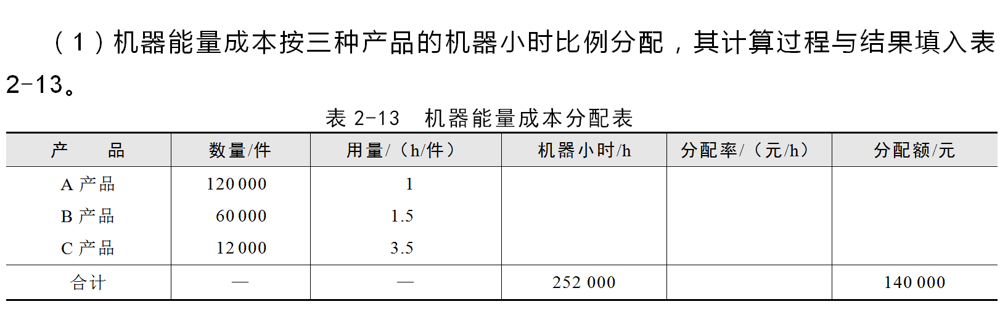 （1）机器能量成本按三种产品的机器小时比例分配，其计算过程与结果填入表
2-13。
表 2-13 机器能量成本分配表
产 品 数量/件 用量/（h/件） 机器小时/h 分配率/（元/h） 分配额/元
A 产品 120 000 1
B 产品 60 000 1.5
C 产品 12 000 3.5
合计 — — 252 000 140 000